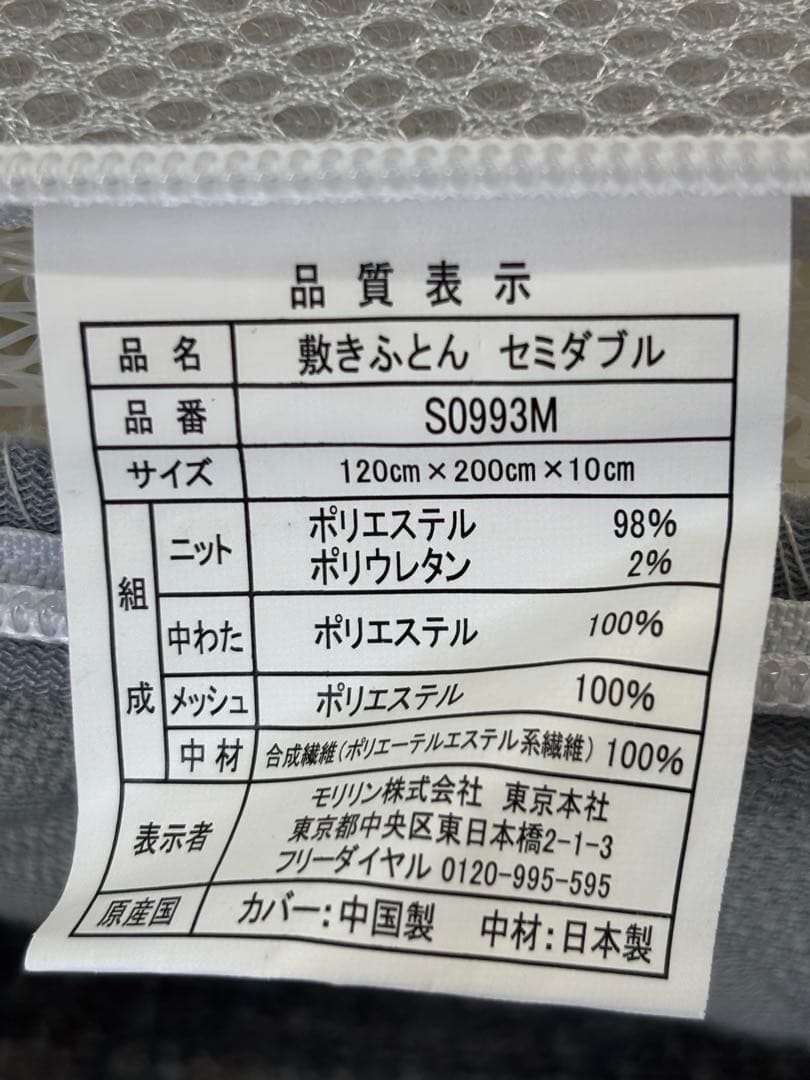 品質表示
品名 敷きふとん セミダブル
品番 S0993M
サイズ 120cm×200cm×10cm
組成
ニット ポリエステル 98%
ポリウレタン 2%
中わた ポリエステル 100%
メッシュ ポリエステル 100%
中材 合成繊維(ポリエーテルエステル系繊維) 100%
表示者 モリリン株式会社 東京本社
東京都中央区東日本橋2-1-3
フリーダイヤル 0120-995-595
原産国 カバー:中国製 中材:日本製